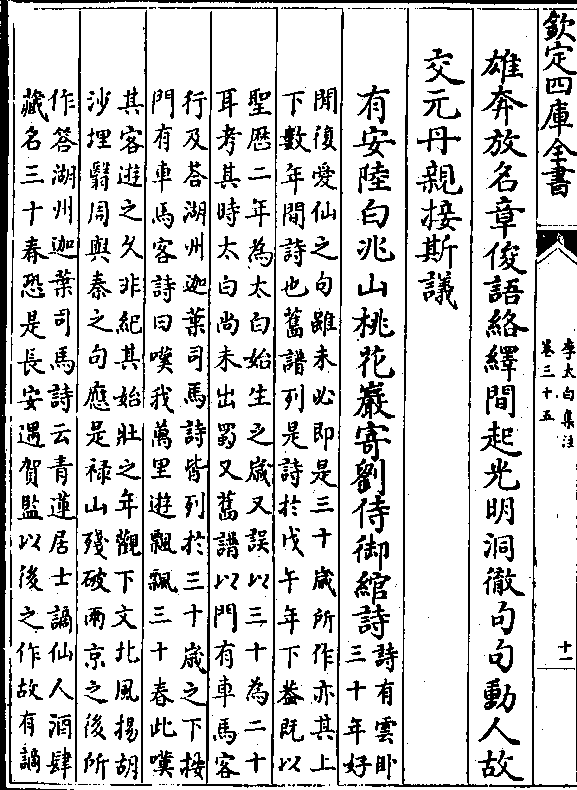 欽定四庫全書
李太白集注
卷三十五
十一
雄奔放名章俊語絡繹間起光明洞徹句句動人故
交元丹親接斯議
有安陸白兆山桃花巖寄劉侍御綰詩
詩有雲卧
三十年好
閒復愛仙之句雖未必即是三十歲所作亦其上
下數年間詩也舊譜列是詩於戊午年下葢既以
聖歴二年為太白始生之歲又誤以三十為二十
耳考其時太白尚未出蜀又舊譜以門有車馬客
行及答湖州迦葉司馬詩皆列於三十歲之下按
門有車馬客詩曰嘆我萬里遊飄飄三十春此嘆
其客遊之久非紀其始壯之年觀下文北風揚胡
沙埋翳周與秦之句應是禄山殘破兩京之後所
作答湖州迦葉司馬詩云青蓮居士謫仙人酒肆
藏名三十春恐是長安遇賀監以後之作故有謫